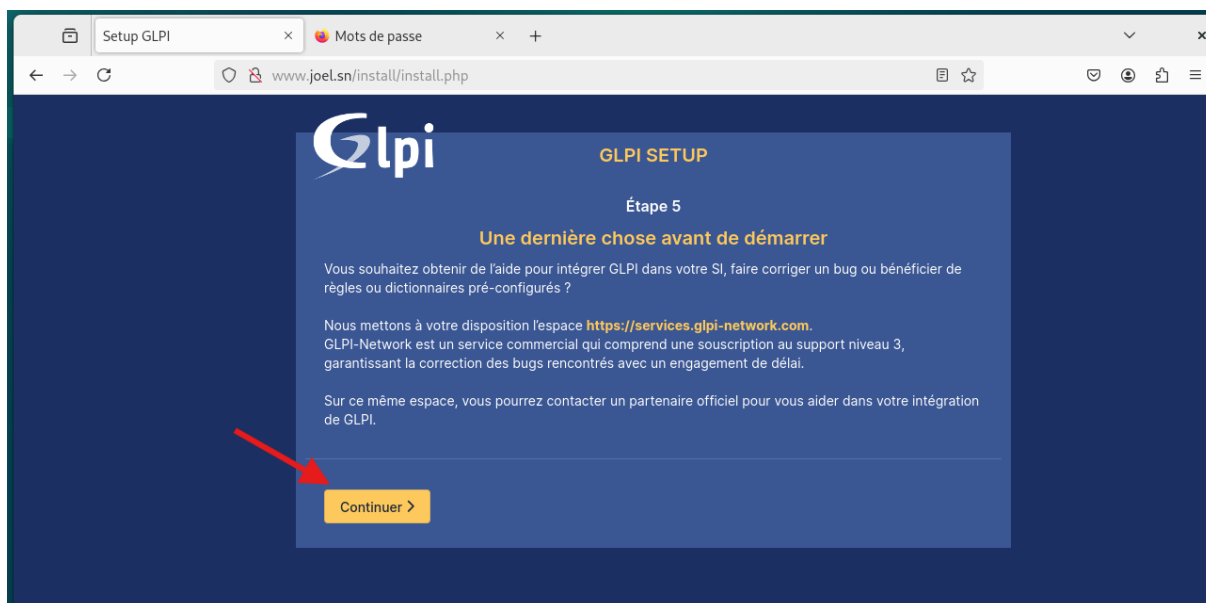 Setup GLPI
Mots de passe
www.joel.sn/install/install.php
Glpi
GLPI SETUP
Étape 5
Une dernière chose avant de démarrer
Vous souhaitez obtenir de l'aide pour intégrer GLPI dans votre SI, faire corriger un bug ou bénéficier de
règles ou dictionnaires pré-configurés ?
Nous mettons à votre disposition l'espace https://services.glpi-network.com.
GLPI-Network est un service commercial qui comprend une souscription au support niveau 3,
garantissant la correction des bugs rencontrés avec un engagement de délai.
Sur ce même espace, vous pourrez contacter un partenaire officiel pour vous aider dans votre intégration
de GLPI.
Continuer